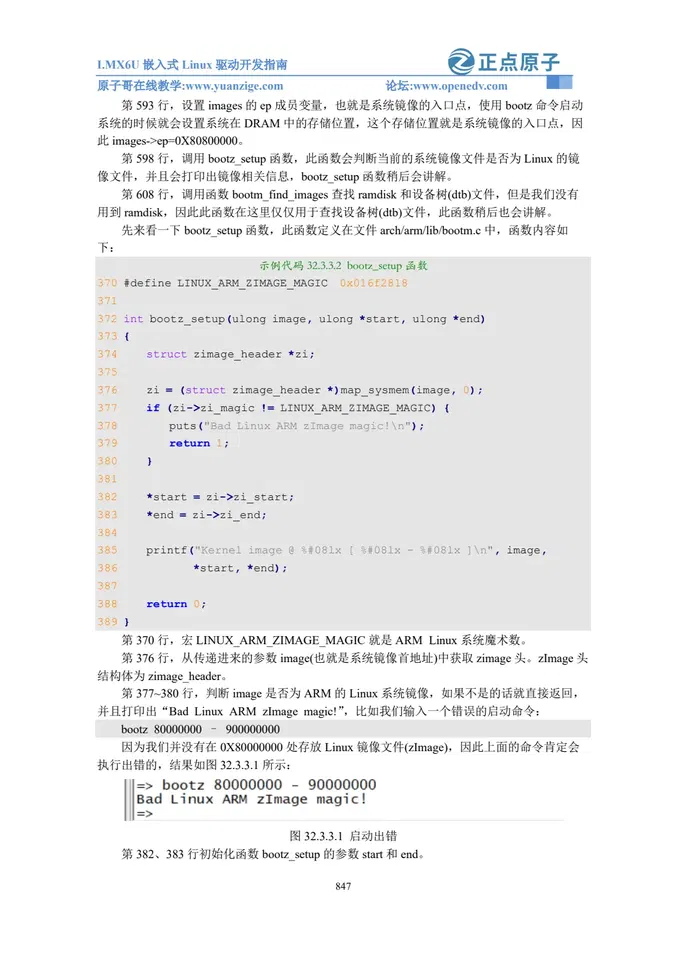 I.MX6U 嵌入式 Linux 驱动开发指南
正点原子
原子哥在线教学:www.yuanzige.com 论坛:www.openedv.com
第 593 行，设置 images 的 ep 成员变量，也就是系统镜像的入口点，使用 bootz 命令启动
系统的时候就会设置系统在 DRAM 中的存储位置，这个存储位置就是系统镜像的入口点，因
此 images->ep=0X80800000。
第 598 行，调用 bootz_setup 函数，此函数会判断当前的系统镜像文件是否为 Linux 的镜
像文件，并且会打印出镜像相关信息，bootz_setup 函数稍后会讲解。
第 608 行，调用函数 bootm_find_images 查找 ramdisk 和设备树(dtb)文件，但是我们没有
用到 ramdisk，因此此函数在这里仅仅用于查找设备树(dtb)文件，此函数稍后也会讲解。
先来看一下 bootz_setup 函数，此函数定义在文件 arch/arm/lib/bootm.c 中，函数内容如
下：
示例代码 32.3.3.2 bootz_setup 函数
370 #define LINUX_ARM_ZIMAGE_MAGIC 0x016f2818
371
372 int bootz_setup(ulong image, ulong *start, ulong *end)
373 {
374 struct zimage_header *zi;
375
376 zi = (struct zimage_header *)map_sysmem(image, 0);
377 if (zi->zi_magic != LINUX_ARM_ZIMAGE_MAGIC) {
378 puts("Bad Linux ARM zImage magic!\n");
379 return 1;
380 }
381
382 *start = zi->zi_start;
383 *end = zi->zi_end;
384
385 printf("Kernel image @ %#08lx [ %#08lx - %#08lx ]\n", image,
386 *start, *end);
387
388 return 0;
389 }
第 370 行，宏 LINUX_ARM_ZIMAGE_MAGIC 就是 ARM Linux 系统魔术数。
第 376 行，从传递进来的参数 image(也就是系统镜像首地址)中获取 zimage 头。zImage 头
结构体为 zimage_header。
第 377~380 行，判断 image 是否为 ARM 的 Linux 系统镜像，如果不是的话就直接返回，
并且打印出“Bad Linux ARM zImage magic!”，比如我们输入一个错误的启动命令：
bootz 80000000 – 900000000
因为我们并没有在 0X80000000 处存放 Linux 镜像文件(zImage)，因此上面的命令肯定会
执行出错的，结果如图 32.3.3.1 所示：
=> bootz 80000000 - 90000000
Bad Linux ARM zImage magic!
=>
图 32.3.3.1 启动出错
第 382、383 行初始化函数 bootz_setup 的参数 start 和 end。
847